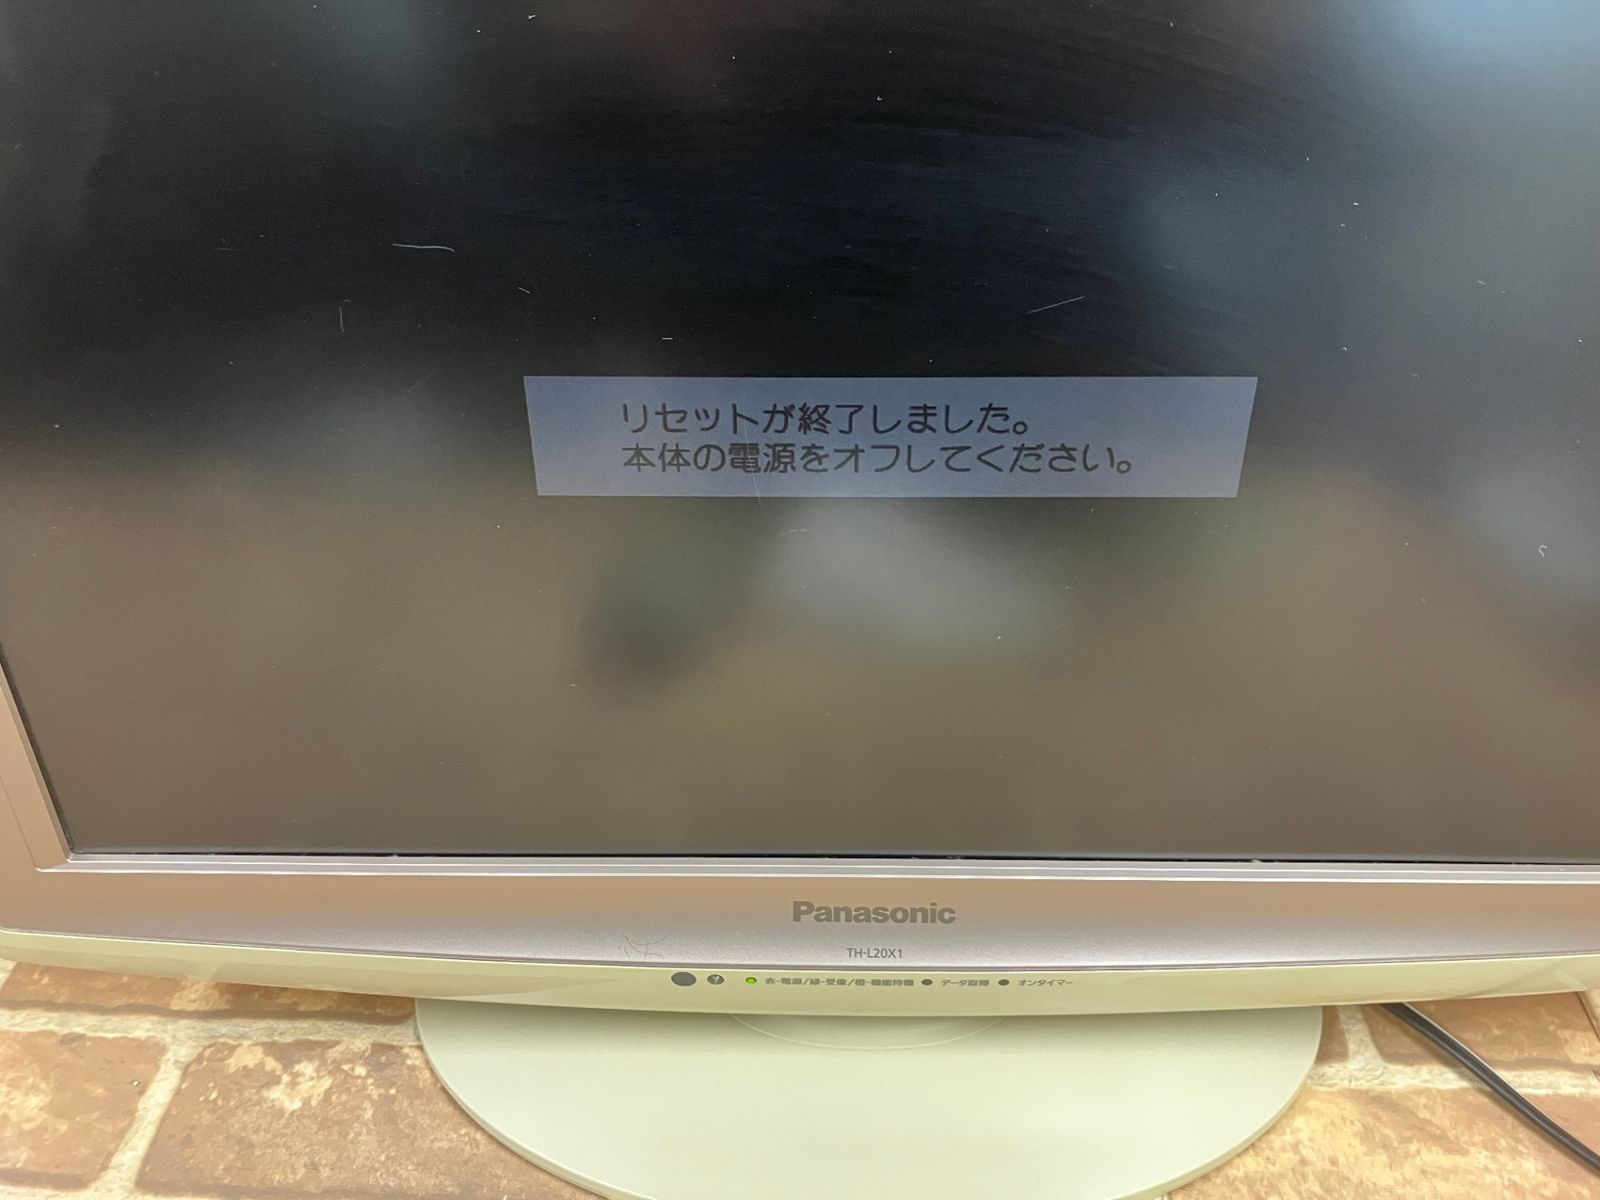 リセットが終了しました。
本体の電源をオフしてください。
Panasonic
TH-L20X1
赤-電源/緑-受像/橙-機能待機 データ取得 オンタイマー